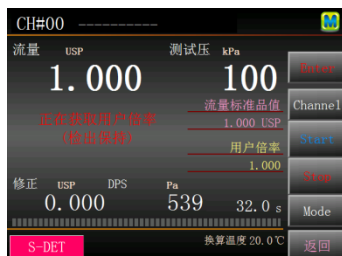 CH#00 ----------
M
流量 USP
测试压 kPa
1.000
100
Enter
流量标准品值
1.000 USP
Channel
正在我浪用户倍率
(检出保持)
Start
用户倍率
1.000
Stop
修正 USP DPS
Pa
0.000
539
32.0 s
Mode
S-DET
换算温度 20.0℃
返回